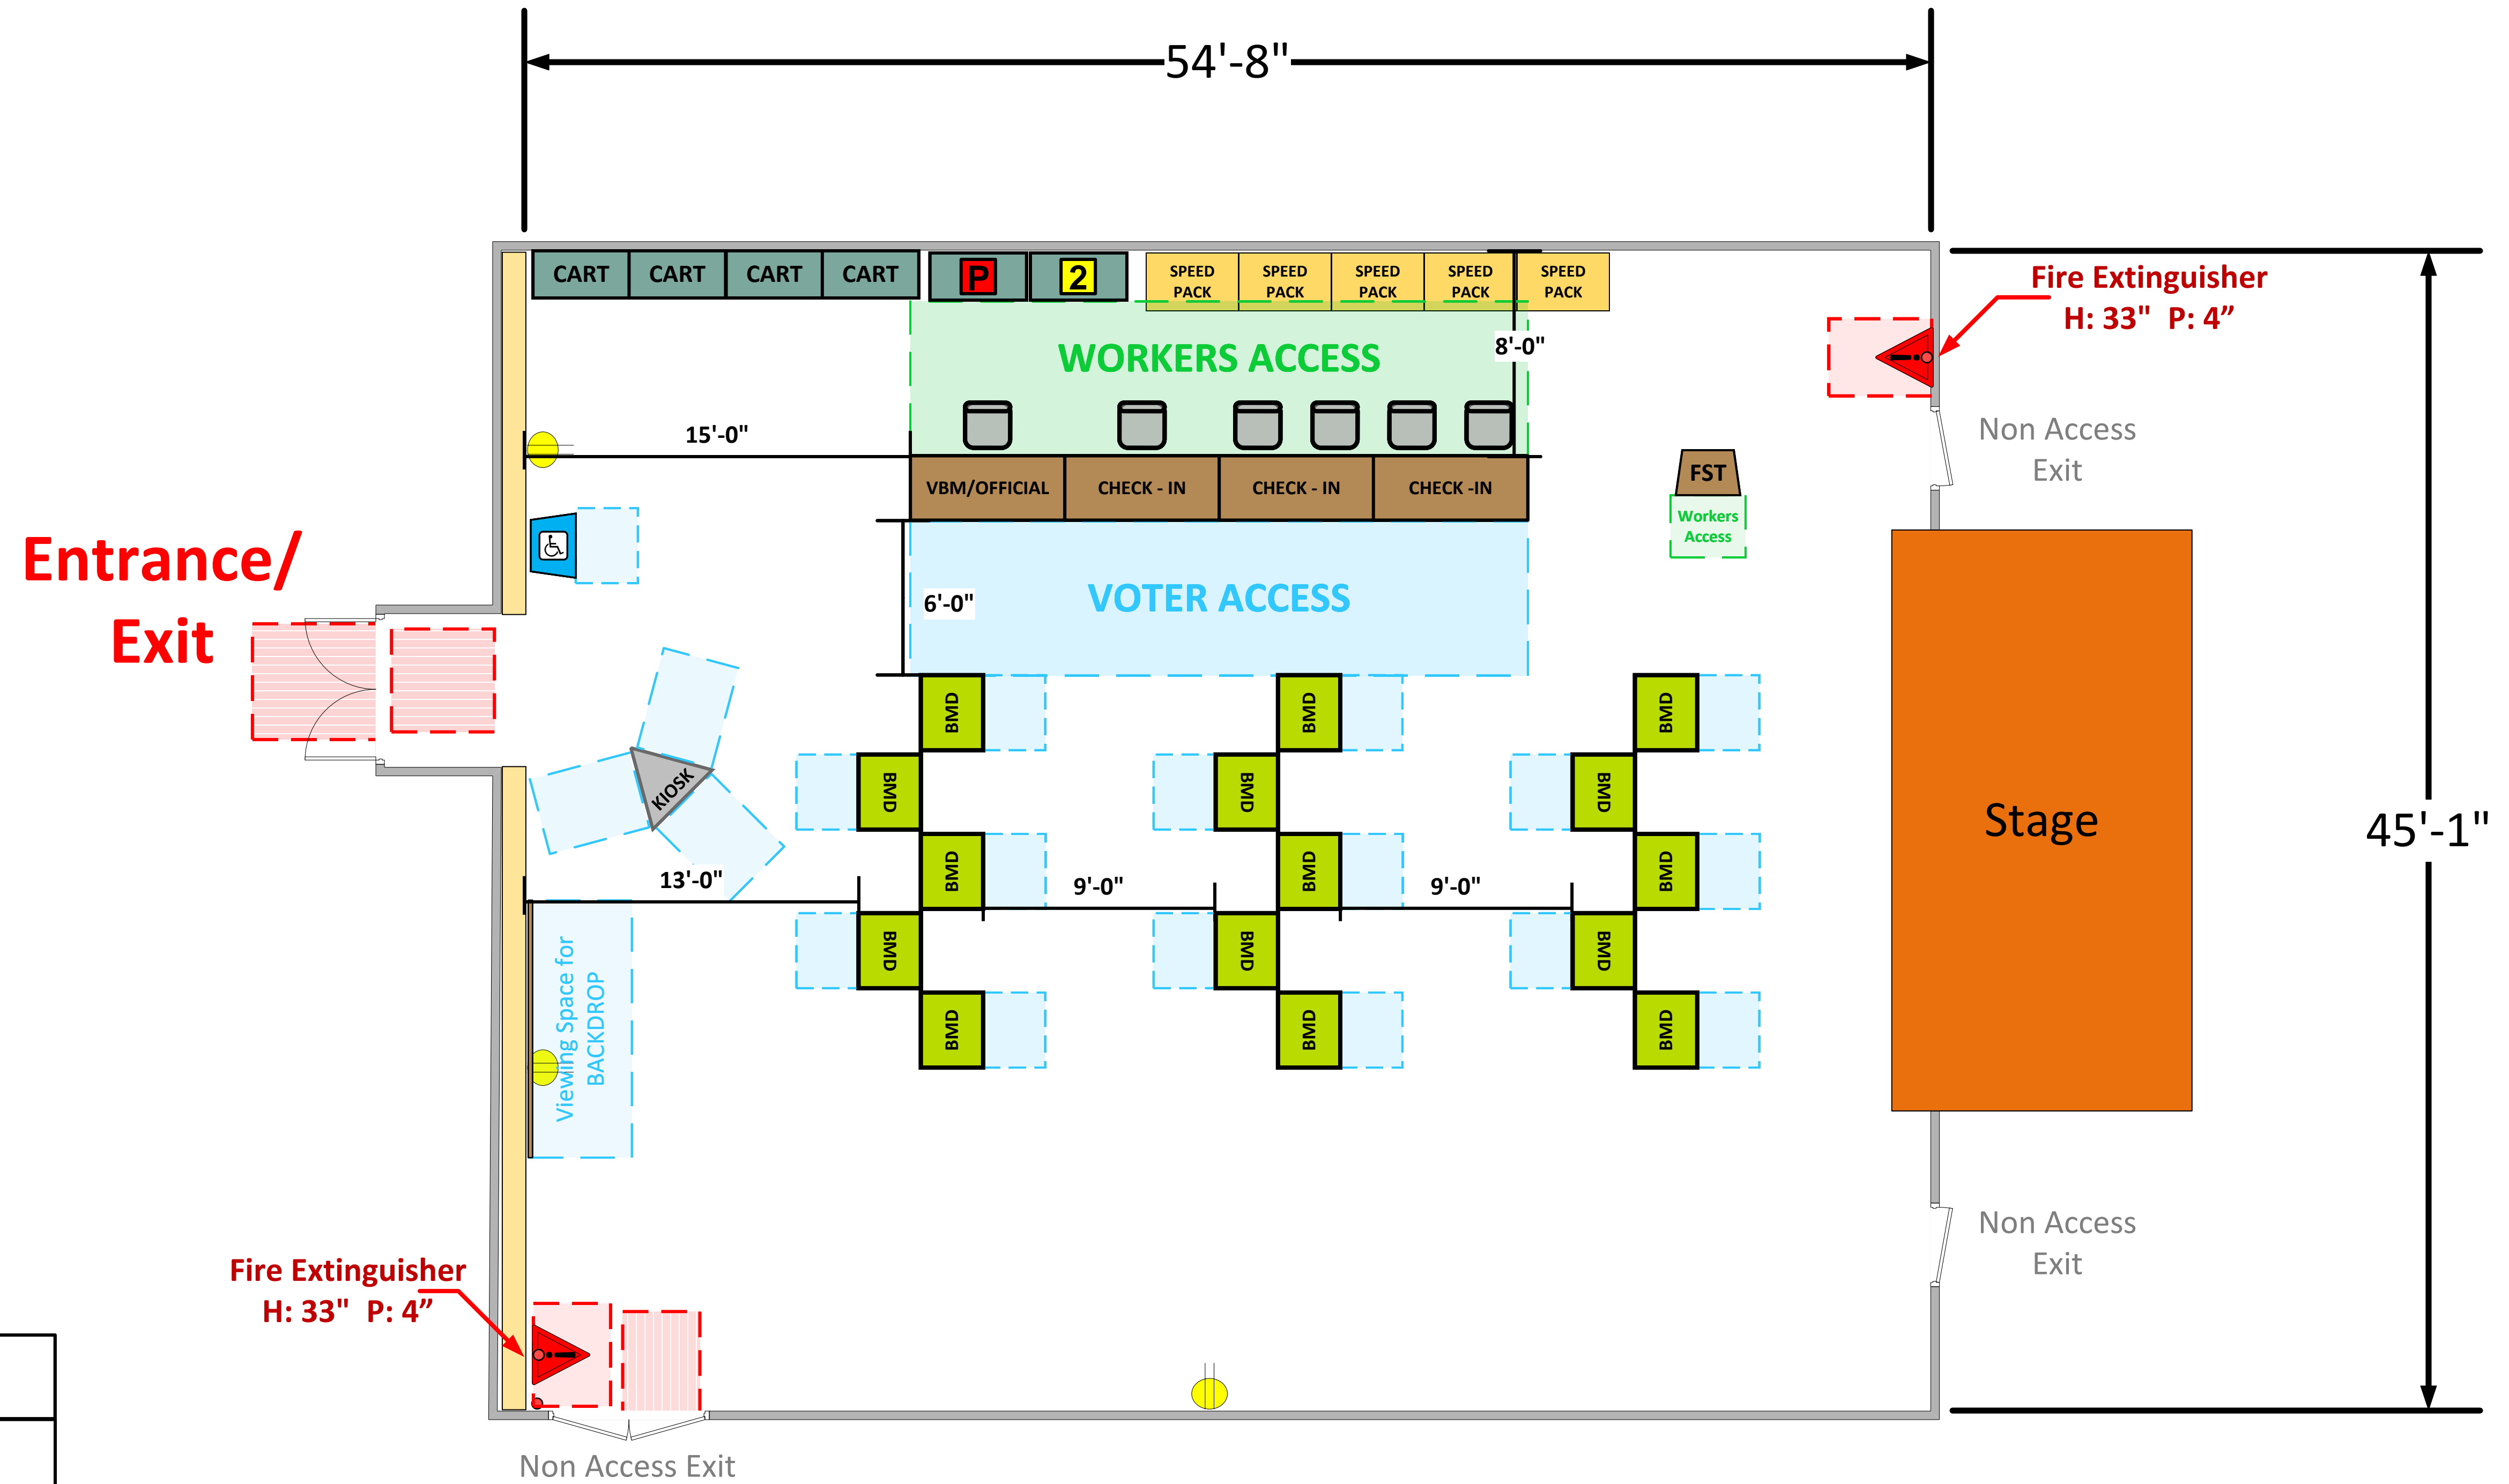 54'-8"
CART CART CART CART P 2
SPEED PACK
SPEED PACK
SPEED PACK
SPEED PACK
SPEED PACK
Fire Extinguisher
H: 33" P: 4”
WORKERS ACCESS
8'-0"
Non Access
Exit
15'-0"
VBM/OFFICIAL CHECK - IN CHECK - IN CHECK -IN
FST
Workers
Access
Entrance/
Exit
VOTER ACCESS
6'-0"
BMD BMD BMD
KIOSK
BMD BMD BMD
Stage
45'-1"
BMD BMD BMD
13'-0" 9'-0" 9'-0"
BMD BMD BMD
Viewing Space for
BACKDROP
BMD BMD BMD
Non Access
Exit
Fire Extinguisher
H: 33" P: 4”
Non Access Exit